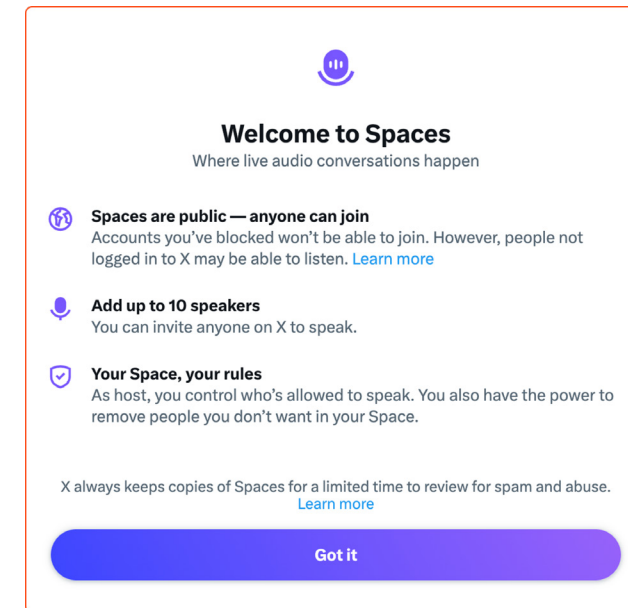 Welcome to Spaces
Where live audio conversations happen
Spaces are public — anyone can join
Accounts you’ve blocked won’t be able to join. However, people not
logged in to X may be able to listen. Learn more
Add up to 10 speakers
You can invite anyone on X to speak.
Your Space, your rules
As host, you control who’s allowed to speak. You also have the power to
remove people you don’t want in your Space.
X always keeps copies of Spaces for a limited time to review for spam and abuse.
Learn more
Got it